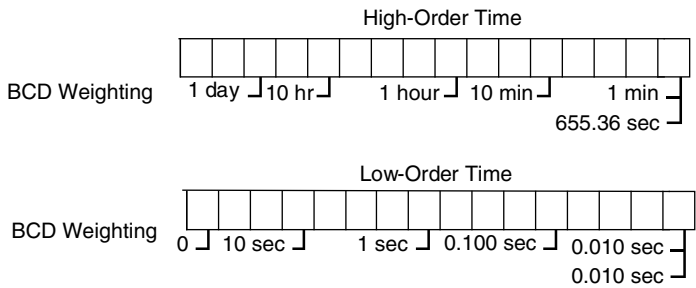 High-Order Time
BCD Weighting
1 day 10 hr 1 hour 10 min 1 min
655.36 sec
Low-Order Time
BCD Weighting
0 10 sec 1 sec 0.100 sec 0.010 sec
0.010 sec